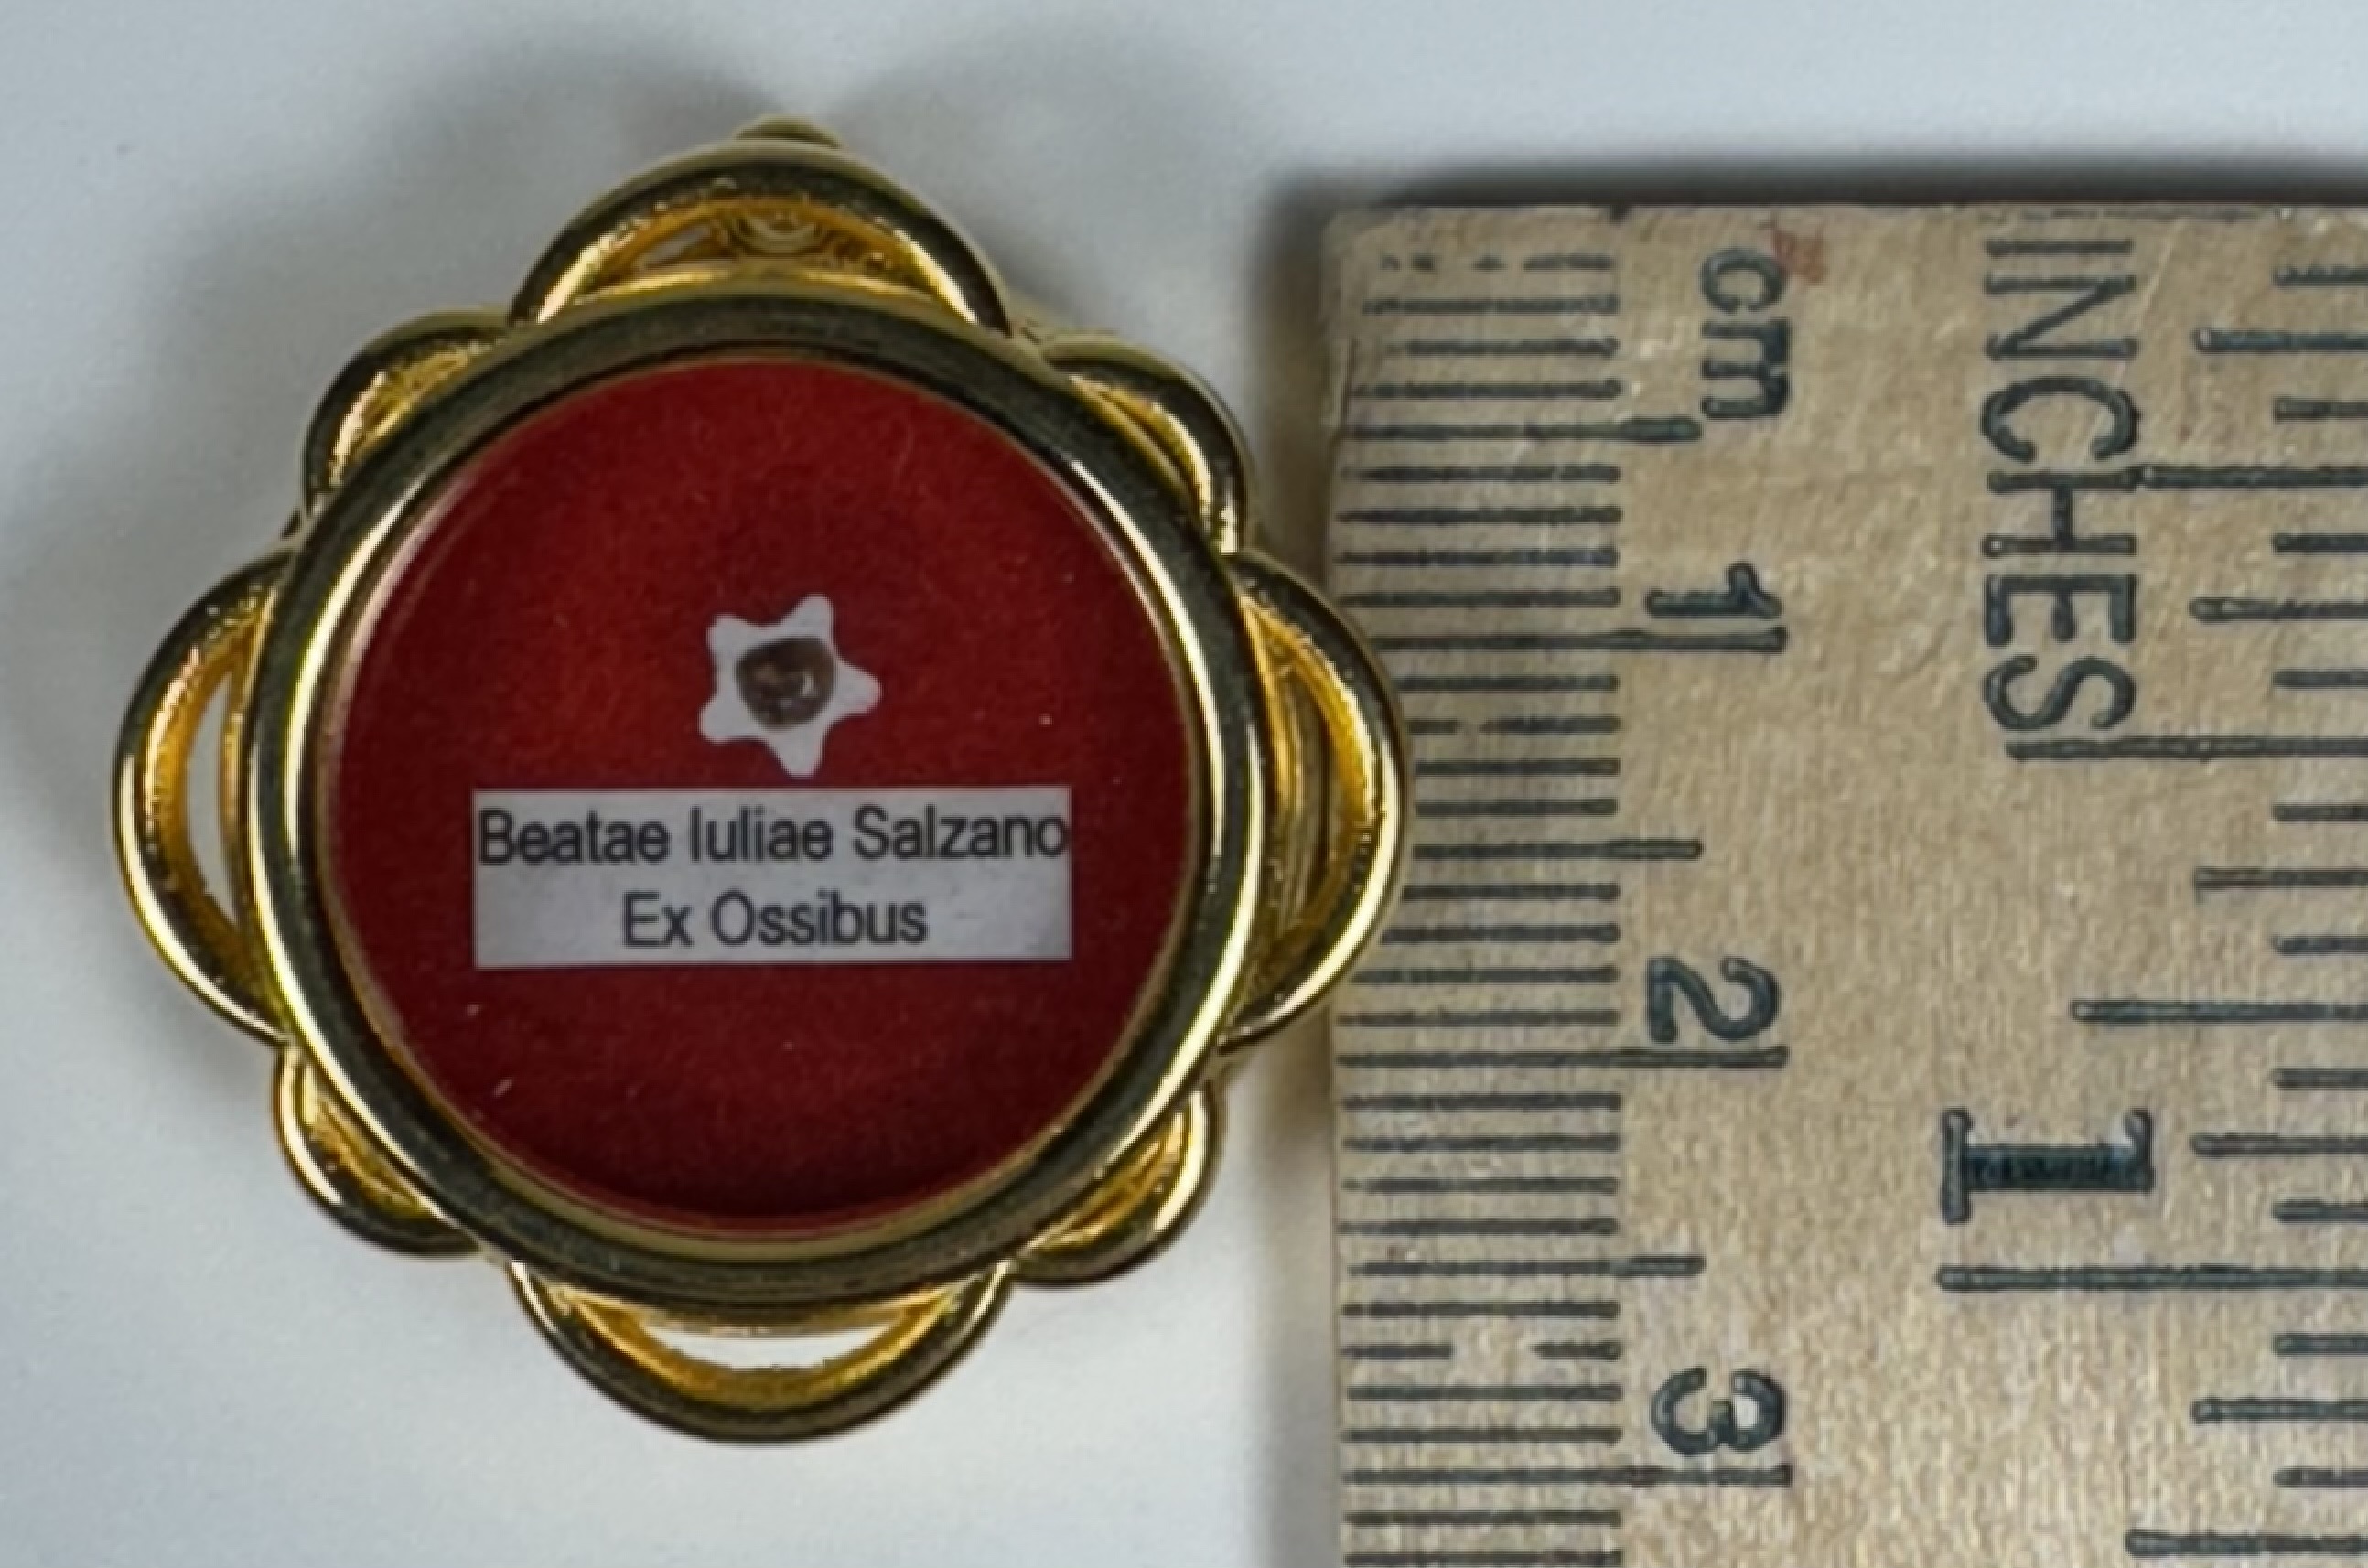 Beatae Iuliae Salzano
Ex Ossibus
cm
1
2
3
INCHES
1